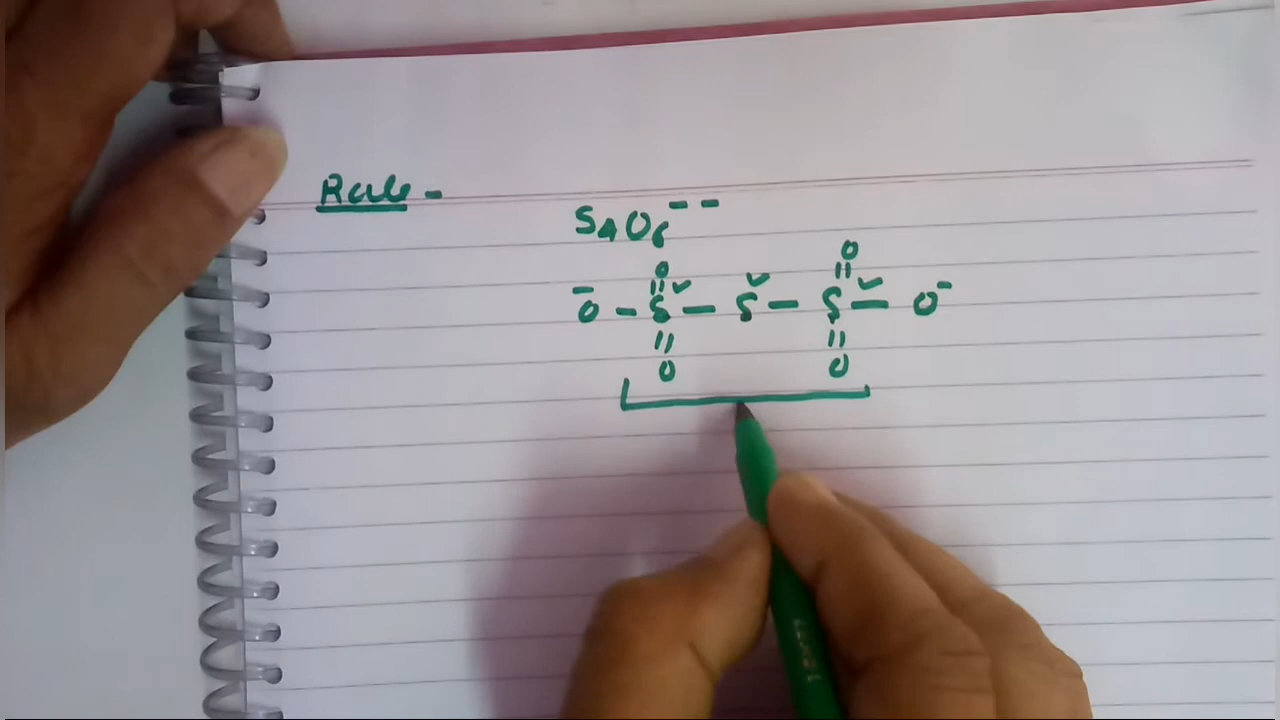 Rule -
S4O6--
O O
-O - S - S - S - O-
O O